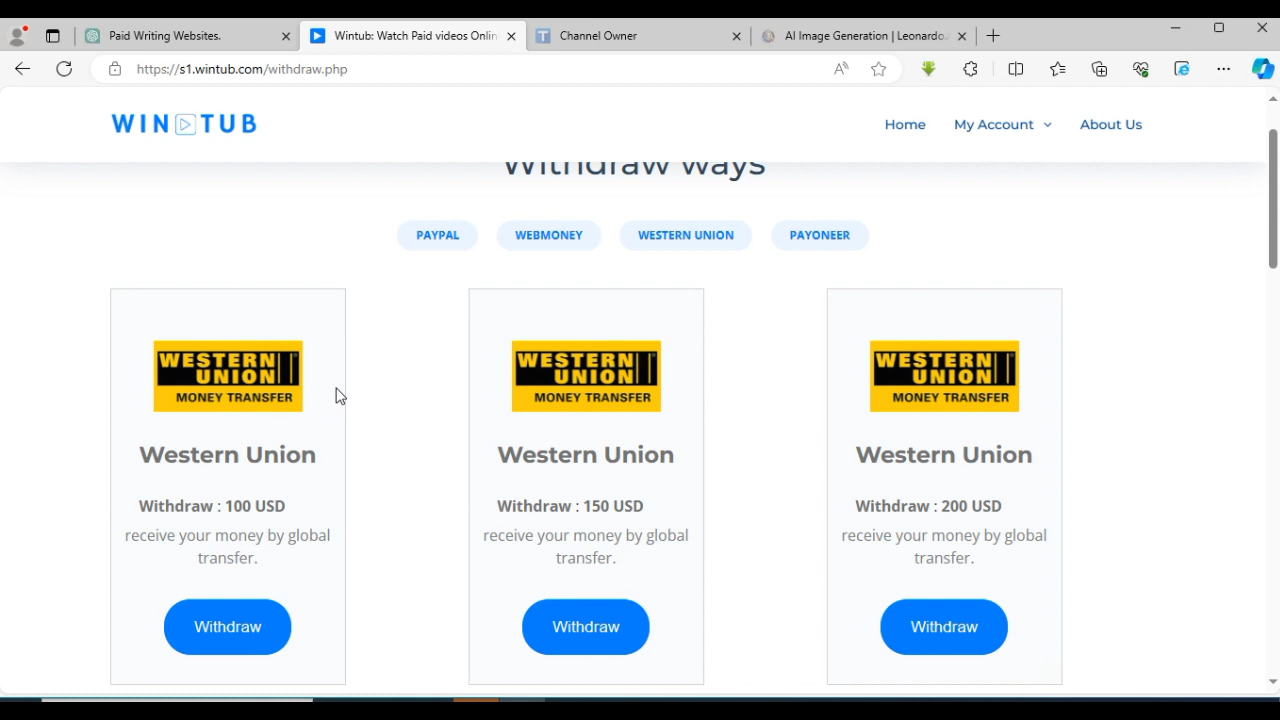 Paid Writing Websites.
Wintub: Watch Paid videos Onlin
Channel Owner
AI Image Generation | Leonardo.
https://s1.wintub.com/withdraw.php
WIN TUB
Home
My Account
About Us
Withdraw ways
PAYPAL
WEBMONEY
WESTERN UNION
PAYONEER
WESTERN
UNION
MONEY TRANSFER
Western Union
Withdraw : 100 USD
receive your money by global
transfer.
Withdraw
WESTERN
UNION
MONEY TRANSFER
Western Union
Withdraw : 150 USD
receive your money by global
transfer.
Withdraw
WESTERN
UNION
MONEY TRANSFER
Western Union
Withdraw : 200 USD
receive your money by global
transfer.
Withdraw